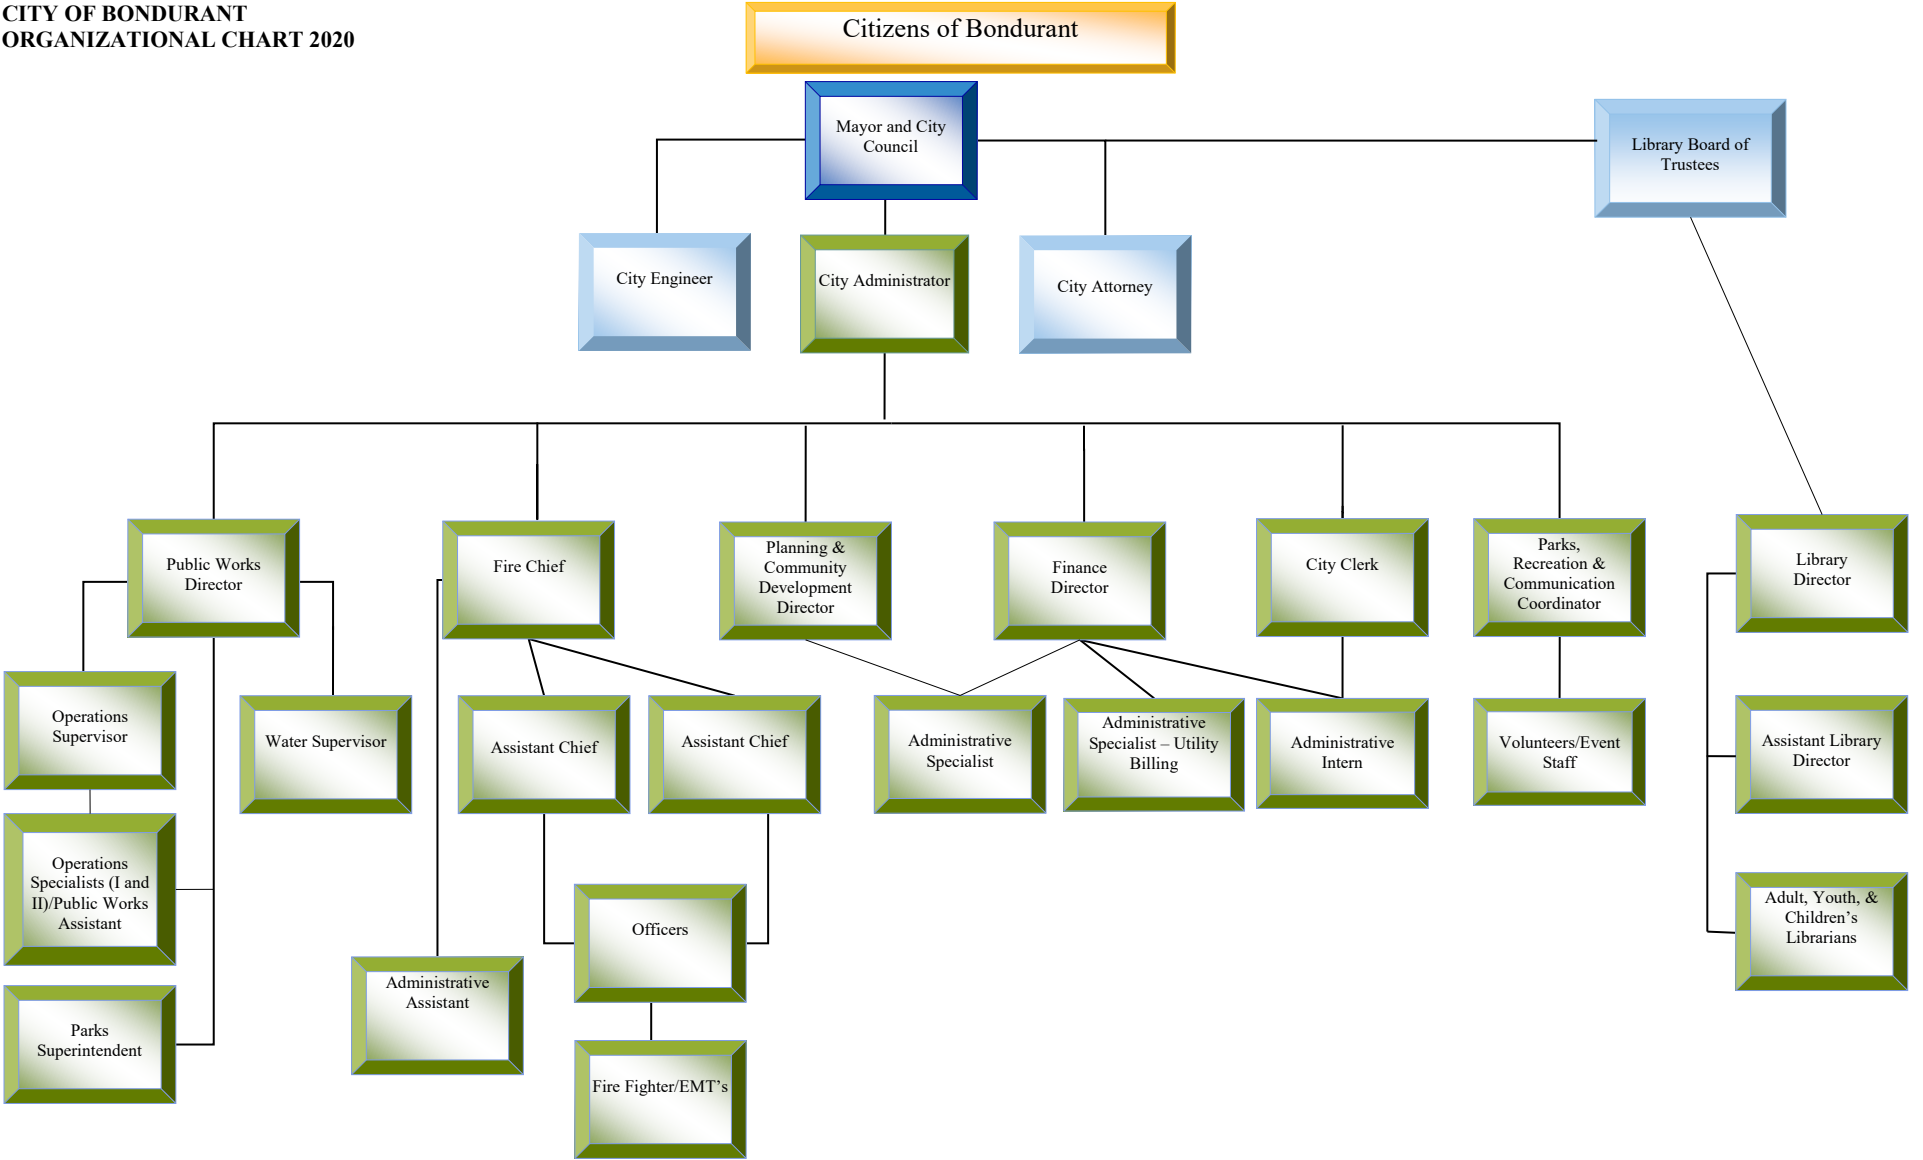 CITY OF BONDURANT
ORGANIZATIONAL CHART 2020
Citizens of Bondurant
Mayor and City
Council
Library Board of
Trustees
City Engineer
City Administrator
City Attorney
Public Works
Director
Fire Chief
Planning &
Community
Development
Director
Finance
Director
City Clerk
Parks,
Recreation &
Communication
Coordinator
Library
Director
Operations
Supervisor
Water Supervisor
Assistant Chief
Assistant Chief
Administrative
Specialist
Administrative
Specialist – Utility
Billing
Administrative
Intern
Volunteers/Event
Staff
Assistant Library
Director
Operations
Specialists (I and
II)/Public Works
Assistant
Officers
Adult, Youth, &
Children’s
Librarians
Administrative
Assistant
Parks
Superintendent
Fire Fighter/EMT’s